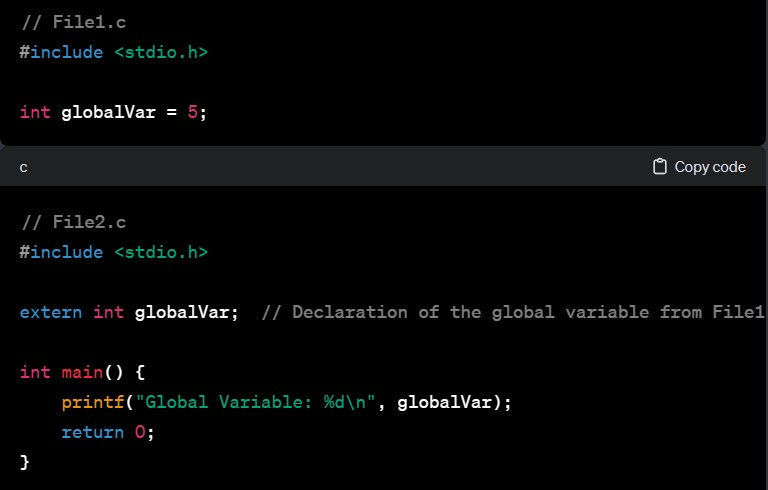 // File1.c
#include <stdio.h>
int globalVar = 5;
c
Copy code
// File2.c
#include <stdio.h>
extern int globalVar;  // Declaration of the global variable from File1
int main() {
    printf("Global Variable: %d\n", globalVar);
    return 0;
}